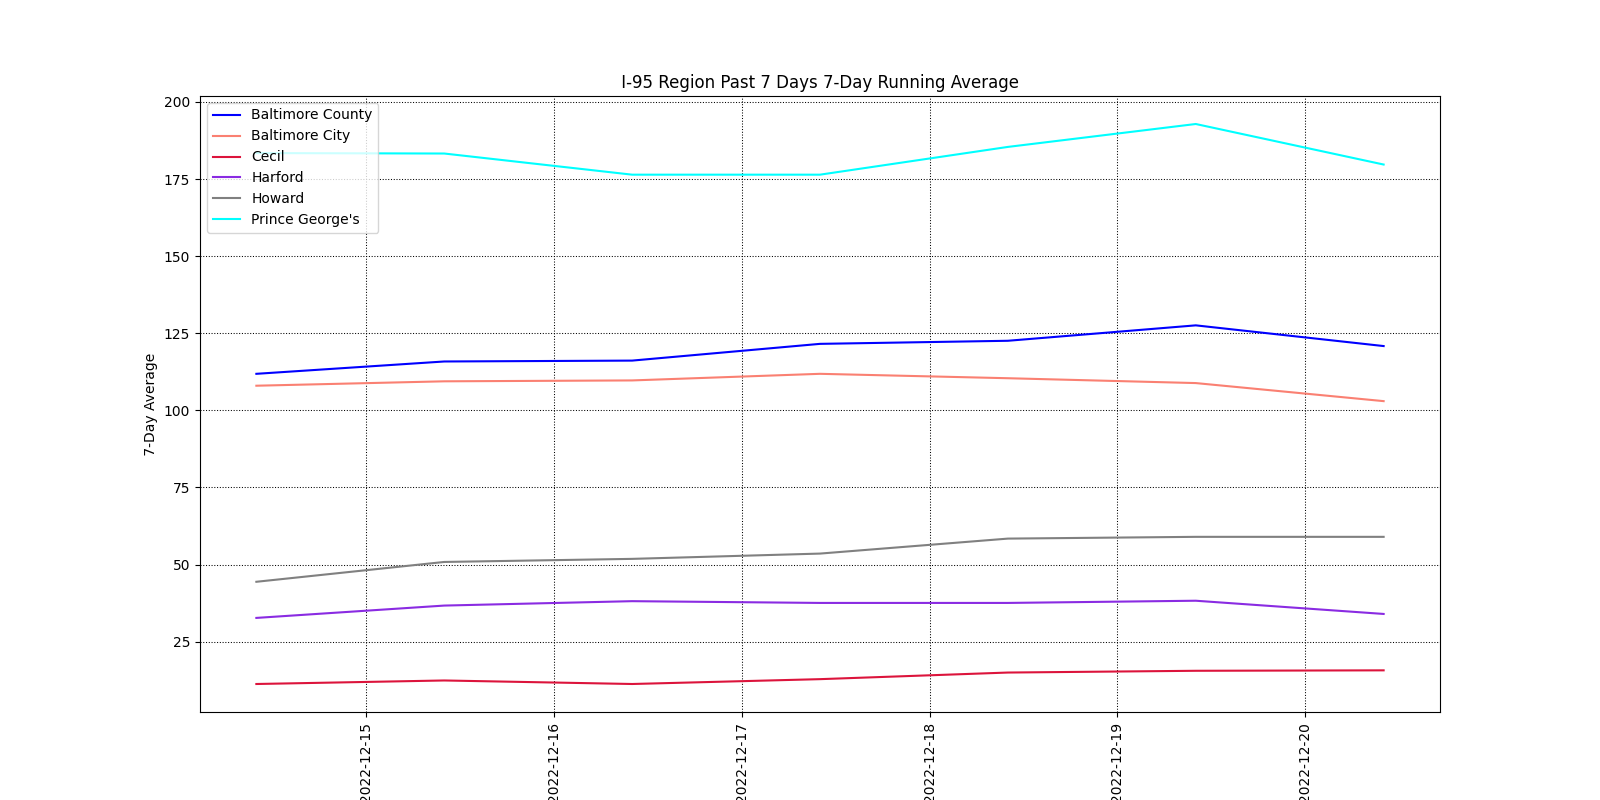 I-95 Region Past 7 Days 7-Day Running Average
200
175
150
125
100
75
50
25
7-Day Average
Baltimore County
Baltimore City
Cecil
Harford
Howard
Prince George's
2022-12-15
2022-12-16
2022-12-17
2022-12-18
2022-12-19
2022-12-20